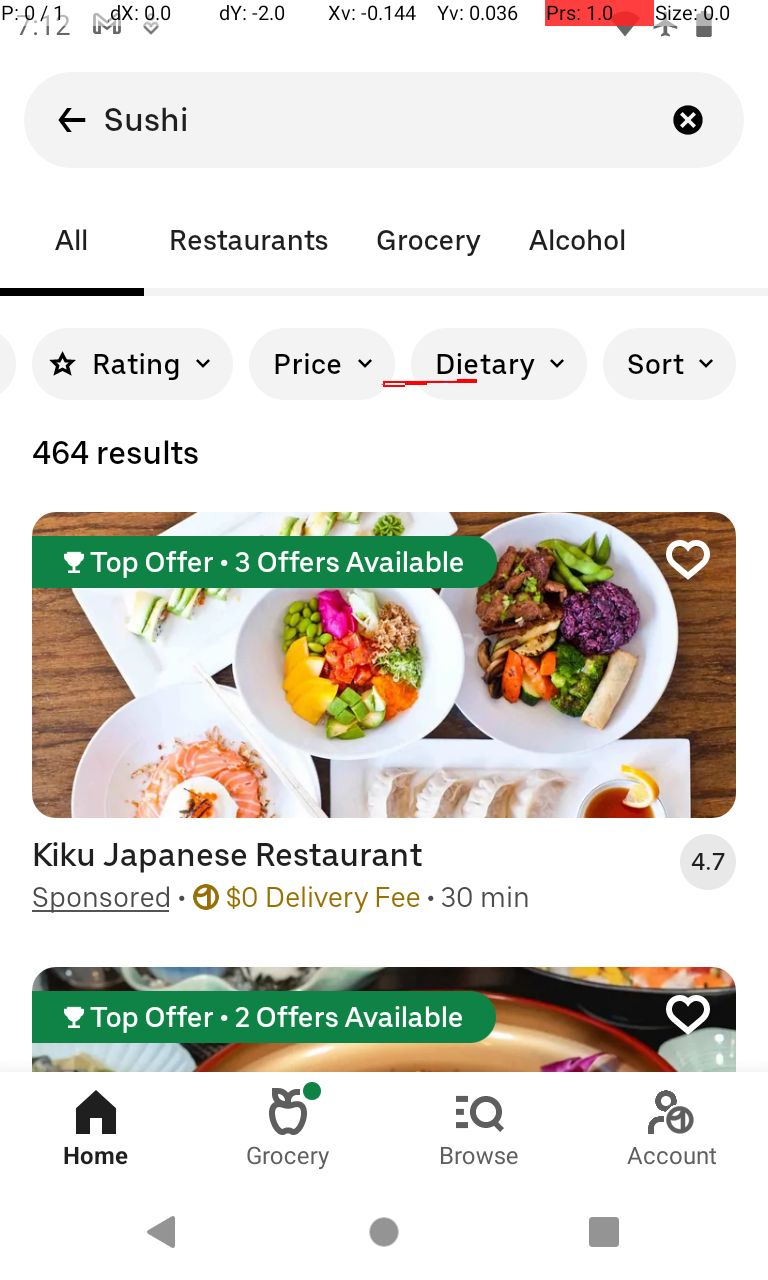 P: 0 / 1 dX: 0.0 dY: -2.0 Xv: -0.144 Yv: 0.036 Prs: 1.0 Size: 0.0
7:12
Sushi
All Restaurants Grocery Alcohol
Rating Price Dietary Sort
464 results
Top Offer • 3 Offers Available
Kiku Japanese Restaurant
4.7
Sponsored • $0 Delivery Fee • 30 min
Top Offer • 2 Offers Available
Home Grocery Browse Account